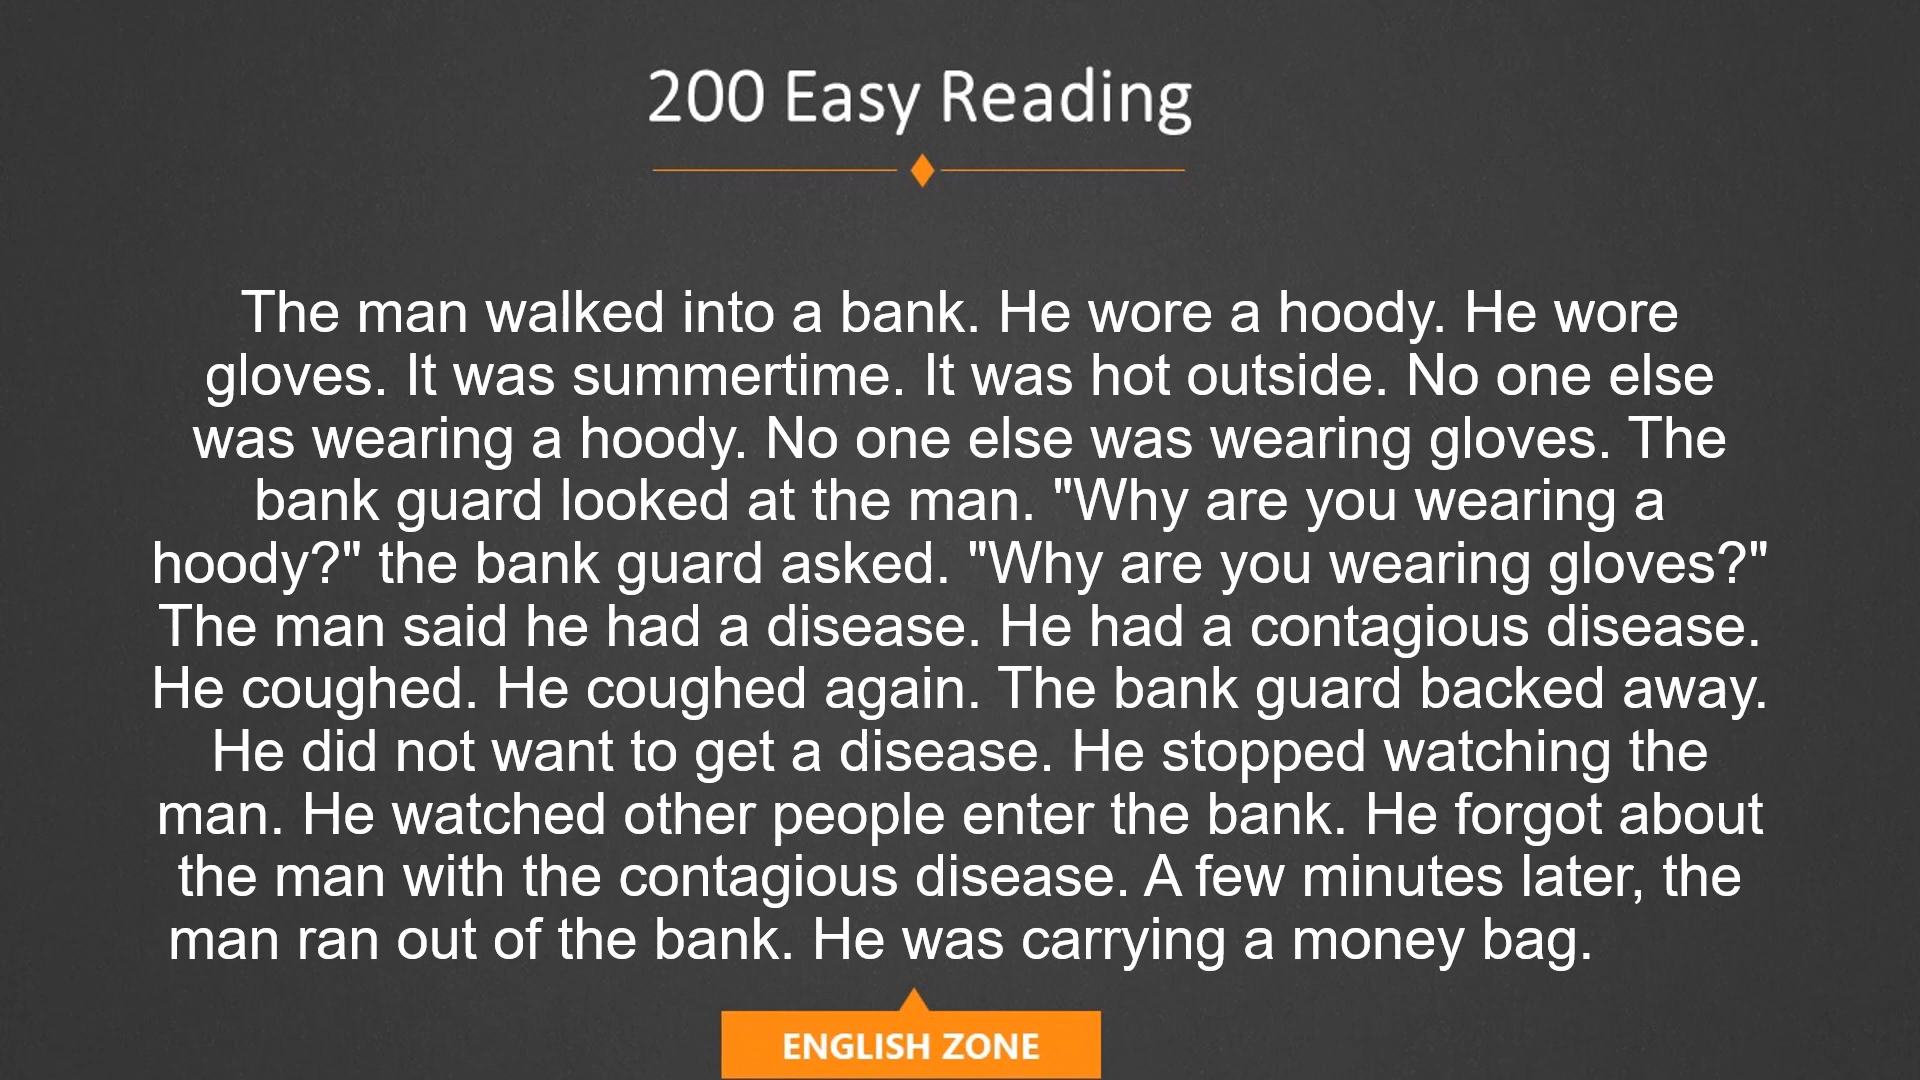 200 Easy Reading
The man walked into a bank. He wore a hoody. He wore
gloves. It was summertime. It was hot outside. No one else
was wearing a hoody. No one else was wearing gloves. The
bank guard looked at the man. "Why are you wearing a
hoody?" the bank guard asked. "Why are you wearing gloves?"
The man said he had a disease. He had a contagious disease.
He coughed. He coughed again. The bank guard backed away.
He did not want to get a disease. He stopped watching the
man. He watched other people enter the bank. He forgot about
the man with the contagious disease. A few minutes later, the
man ran out of the bank. He was carrying a money bag.
ENGLISH ZONE